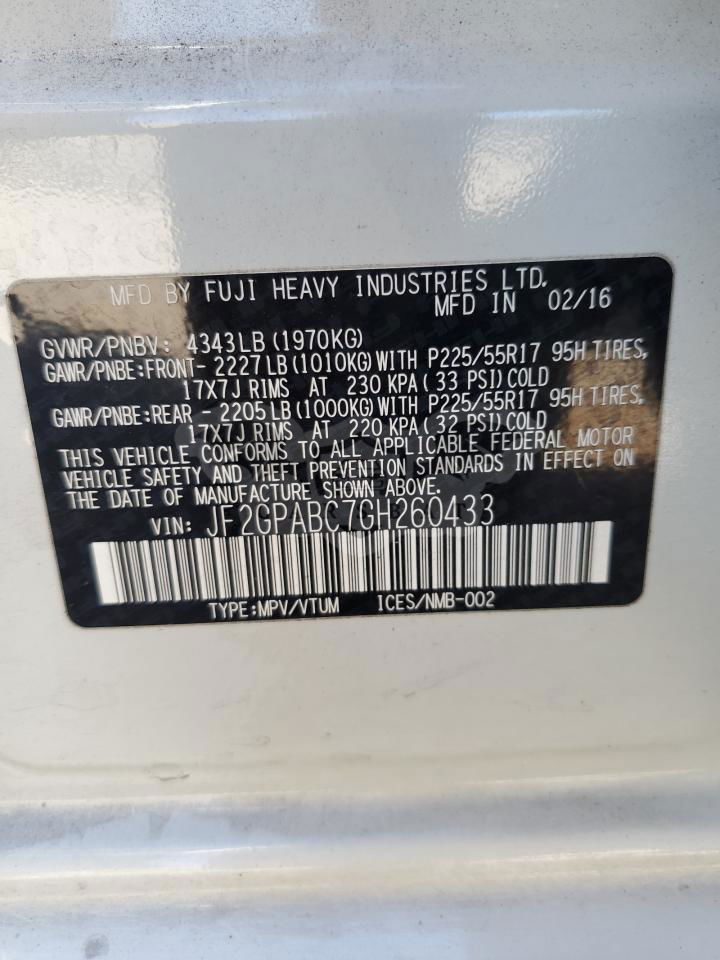 MFD BY FUJI HEAVY INDUSTRIES LTD.
MFD IN 02/16
GVWR/PNBV: 4343LB (1970KG)
GAWR/PNBE:FRONT- 2227LB(1010KG)WITH P225/55R17 95H TIRES,
17X7J RIMS AT 230 KPA( 33 PSI)COLD
GAWR/PNBE:REAR - 2205LB(1000KG)WITH P225/55R17 95H TIRES,
17X7J RIMS AT 220 KPA( 32 PSI)COLD
THIS VEHICLE CONFORMS TO ALL APPLICABLE FEDERAL MOTOR
VEHICLE SAFETY AND THEFT PREVENTION STANDARDS IN EFFECT ON
THE DATE OF MANUFACTURE SHOWN ABOVE.
VIN: JF2GPABC7GH260433
TYPE:MPV/VTUM ICES/NMB-002